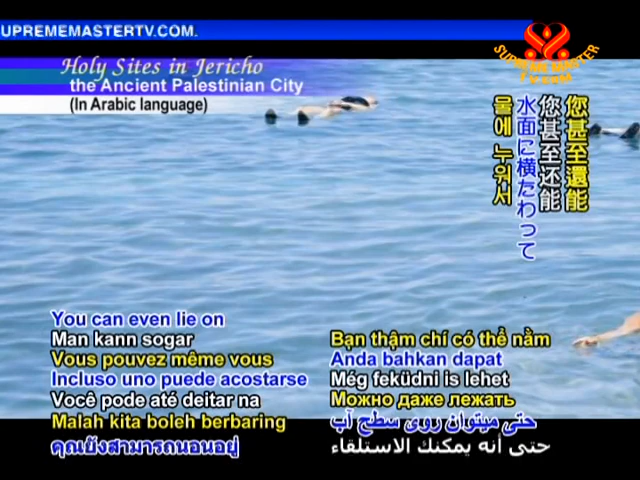 UPREMEMASTERTV.COM.
SUPREME MASTER
TV.COM
Holy Sites in Jericho
the Ancient Palestinian City
(In Arabic language)
您甚至還能
您甚至还能
水面に横たわって
물에 누워서
You can even lie on
Man kann sogar
Vous pouvez même vous
Incluso uno puede acostarse
Você pode até deitar na
Malah kita boleh berbaring
คุณยังสามารถนอนอยู่
Bạn thậm chí có thể nằm
Anda bahkan dapat
Még feküdni is lehet
Можно даже лежать
حتی میتوان روی سطح آب
حتى أنه يمكنك الاستلقاء